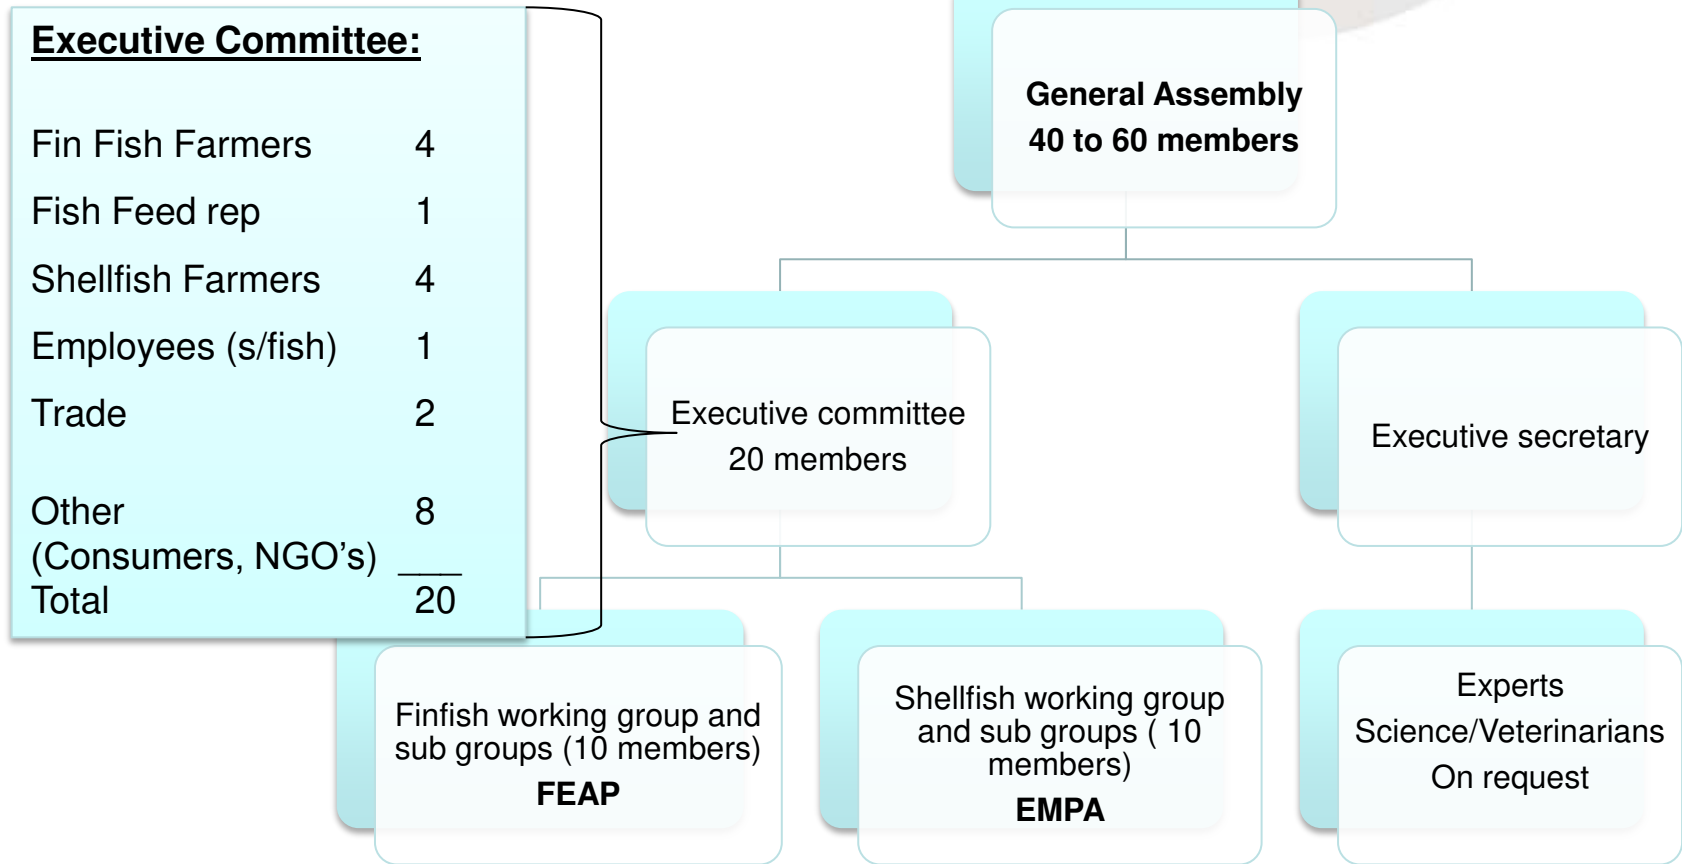 Executive Committee:
Fin Fish Farmers 4
Fish Feed rep 1
Shellfish Farmers 4
Employees (s/fish) 1
Trade 2
Other 8
(Consumers, NGO's) ___
Total 20
General Assembly
40 to 60 members
Executive committee
20 members
Executive secretary
Finfish working group and
sub groups (10 members)
FEAP
Shellfish working group
and sub groups ( 10
members)
EMPA
Experts
Science/Veterinarians
On request